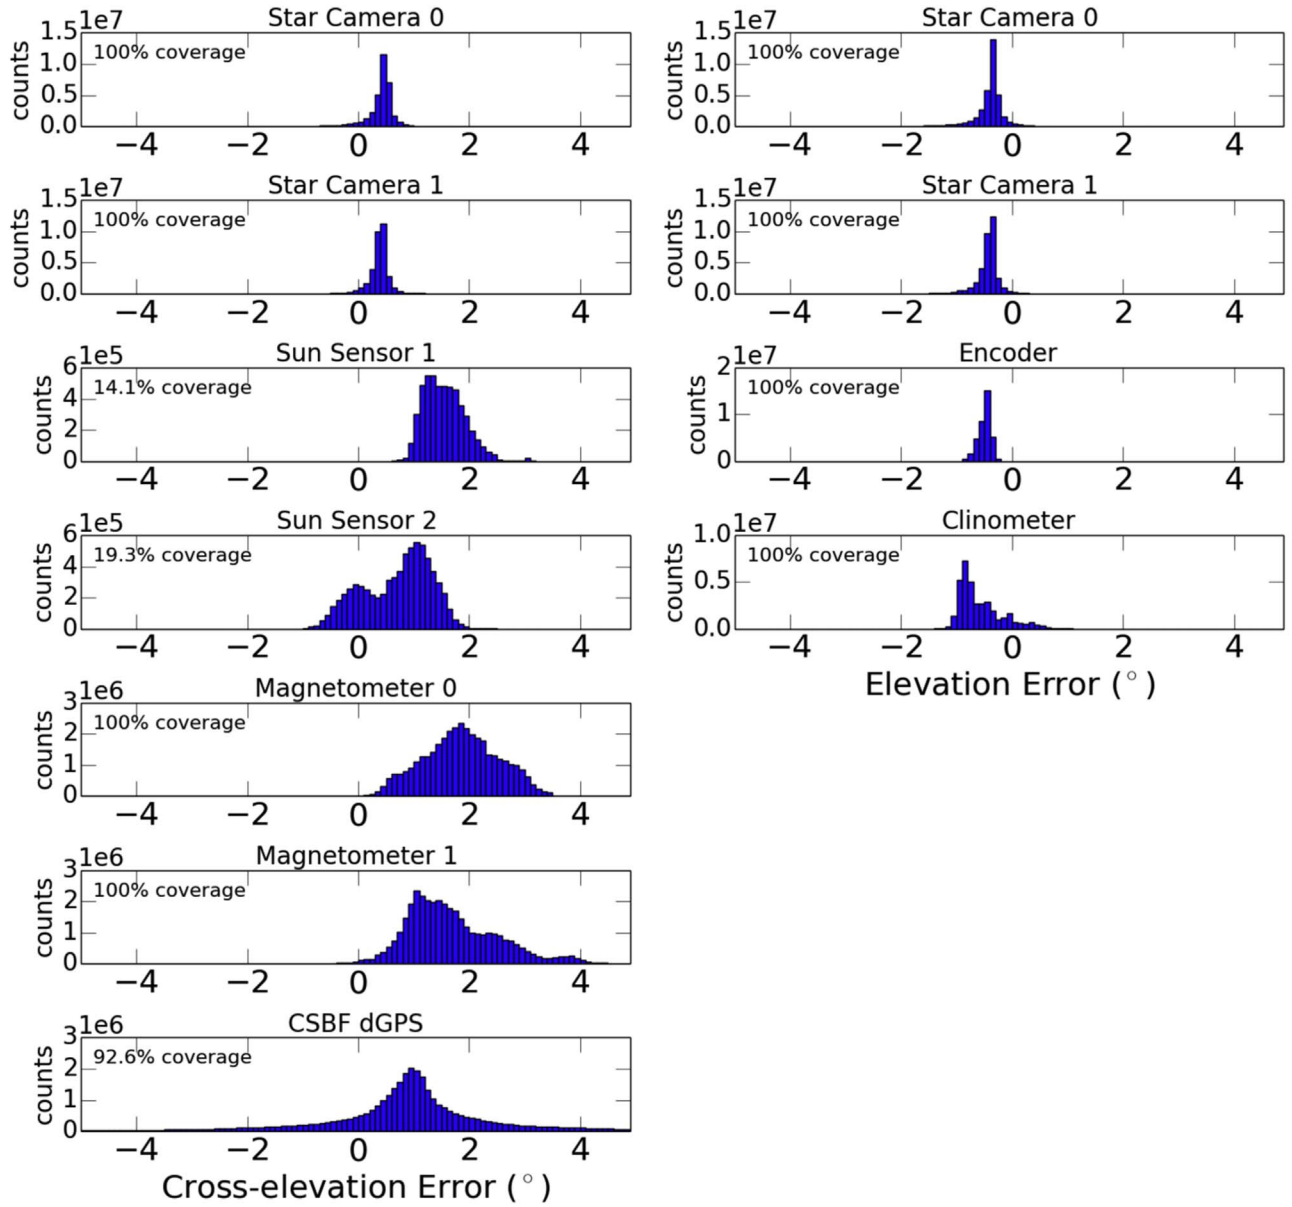 Star Camera 0
1.5 1e7
100% coverage
counts
1.0
0.5
0.0
−4 −2 0 2 4
Star Camera 1
1.5 1e7
100% coverage
counts
1.0
0.5
0.0
−4 −2 0 2 4
Sun Sensor 1
6 1e5
14.1% coverage
counts
4
2
0
−4 −2 0 2 4
Sun Sensor 2
6 1e5
19.3% coverage
counts
4
2
0
−4 −2 0 2 4
Magnetometer 0
3 1e6
100% coverage
counts
2
1
0
−4 −2 0 2 4
Magnetometer 1
3 1e6
100% coverage
counts
2
1
0
−4 −2 0 2 4
CSBF dGPS
3 1e6
92.6% coverage
counts
2
1
0
−4 −2 0 2 4
Cross-elevation Error (°)
Star Camera 0
1.5 1e7
100% coverage
counts
1.0
0.5
0.0
−4 −2 0 2 4
Star Camera 1
1.5 1e7
100% coverage
counts
1.0
0.5
0.0
−4 −2 0 2 4
Encoder
2 1e7
100% coverage
counts
1
0
−4 −2 0 2 4
Clinometer
1.0 1e7
100% coverage
counts
0.5
0.0
−4 −2 0 2 4
Elevation Error (°)